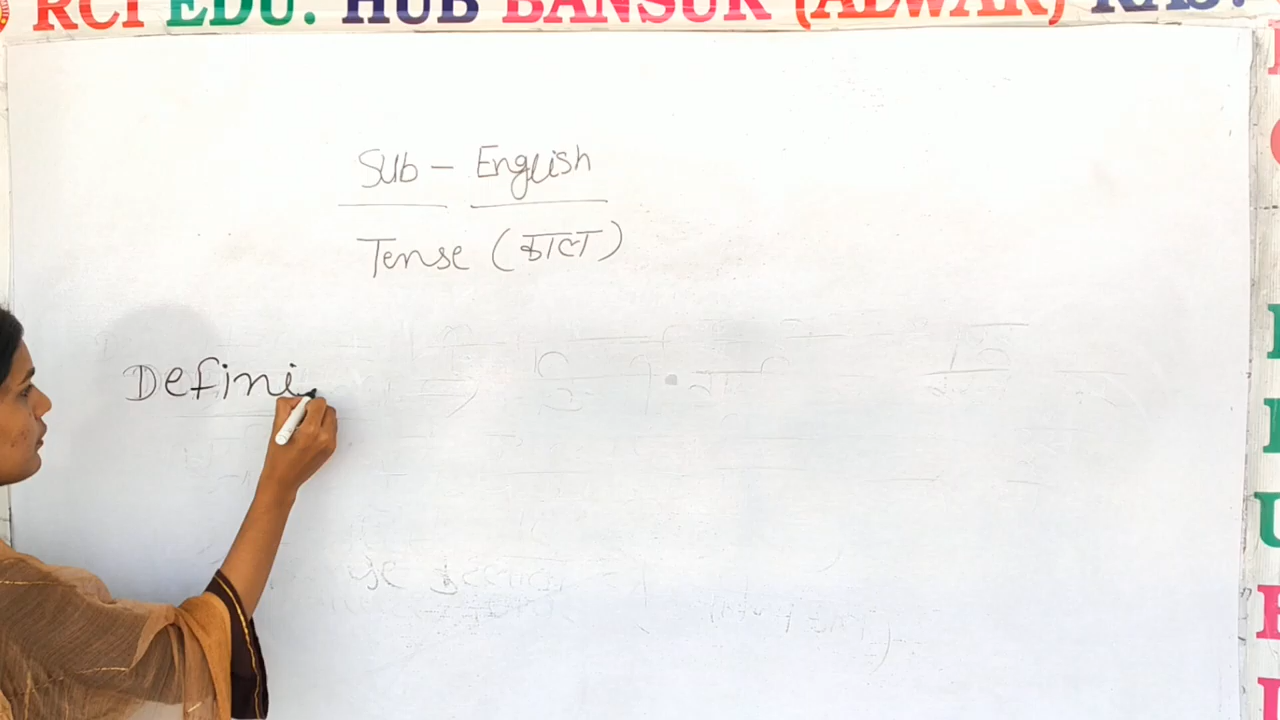 RCI EDU. HUB BANSUR (ALWAR) RAJ.
Sub - English
Tense (काल)
Defini